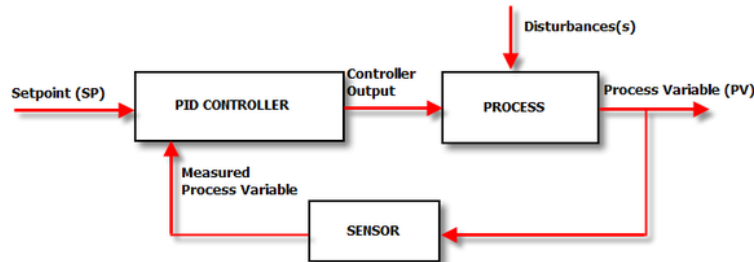 Disturbances(s)
Setpoint (SP)
PID CONTROLLER
Controller
Output
PROCESS
Process Variable (PV)
Measured
Process Variable
SENSOR